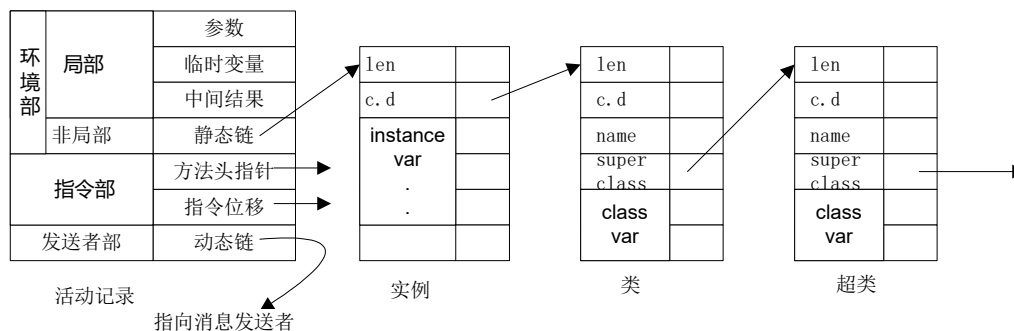 环境部
局部
参数
临时变量
中间结果
非局部
静态链
指令部
方法头指针
指令位移
发送者部
动态链
活动记录
指向消息发送者
len
c.d
instance
var
.
.
实例
len
c.d
name
super
class
class
var
类
len
c.d
name
super
class
class
var
超类